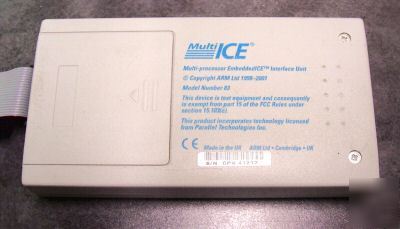 Multi ICE®
Multi-processor EmbeddedICE™ Interface Unit
© Copyright ARM Ltd 1998-2001
Model Number 03
This device is test equipment and consequently
is exempt from part 15 of the FCC Rules under
section 15.103(c).
This product incorporates technology licensed
from Parallel Technologies Inc.
CE Made in the UK ARM Ltd • Cambridge • UK
S/N